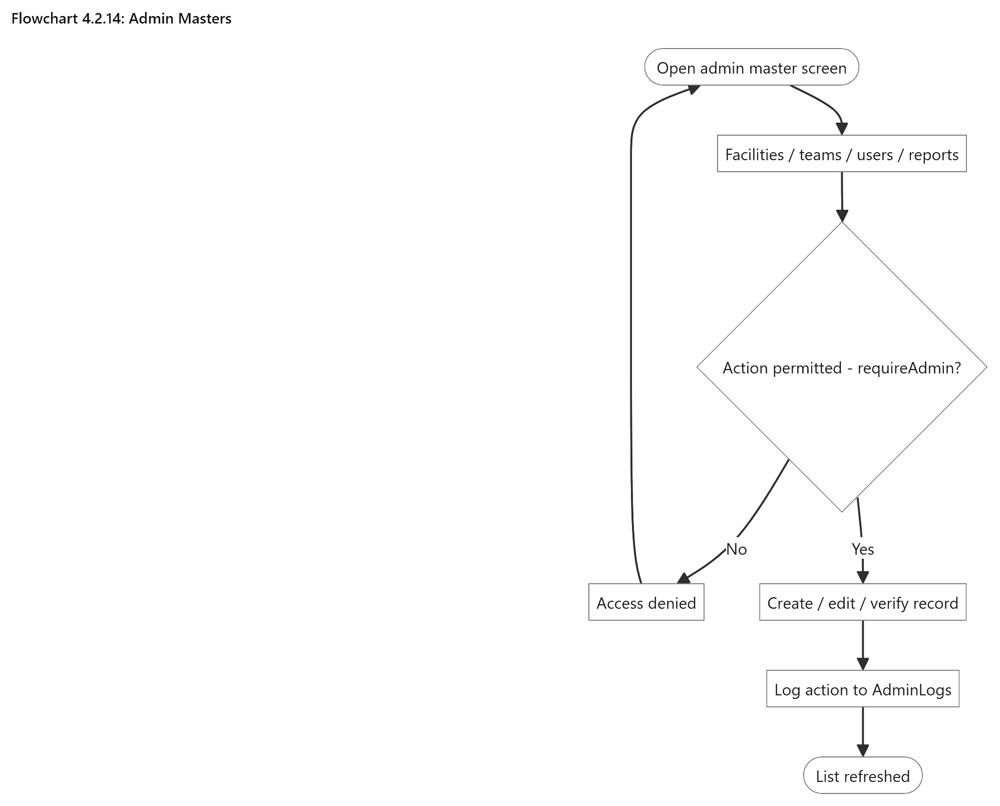 Flowchart 4.2.14: Admin Masters
Open admin master screen
Facilities / teams / users / reports
Action permitted - requireAdmin?
No
Yes
Access denied
Create / edit / verify record
Log action to AdminLogs
List refreshed